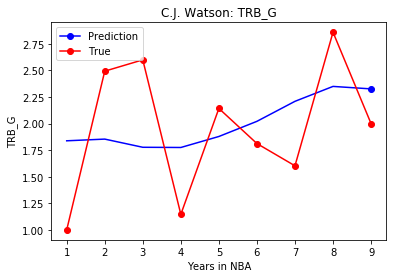 C.J. Watson: TRB_G
Prediction
True
2.75
2.50
2.25
2.00
1.75
1.50
1.25
1.00
TRB_G
1 2 3 4 5 6 7 8 9
Years in NBA